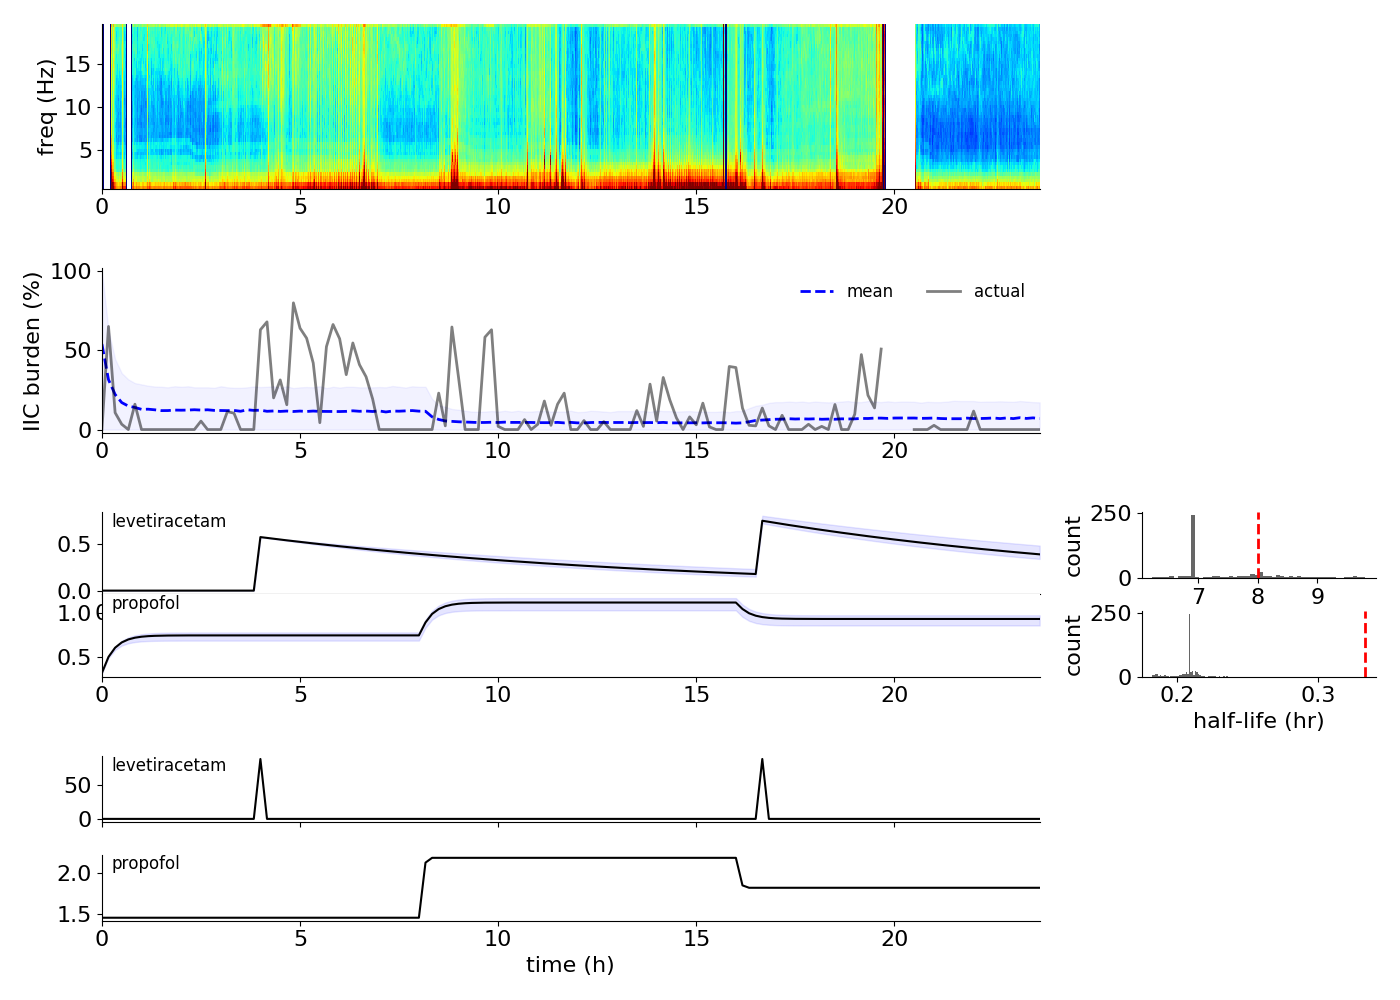 freq (Hz)
15
10
5
0 5 10 15 20
IIC burden (%)
100
50
0
mean actual
0 5 10 15 20
levetiracetam
0.5
0.0
propofol
1.0
0.5
0 5 10 15 20
count
250
0
7 8 9
count
250
0
0.2 0.3
half-life (hr)
levetiracetam
50
0
propofol
2.0
1.5
0 5 10 15 20
time (h)